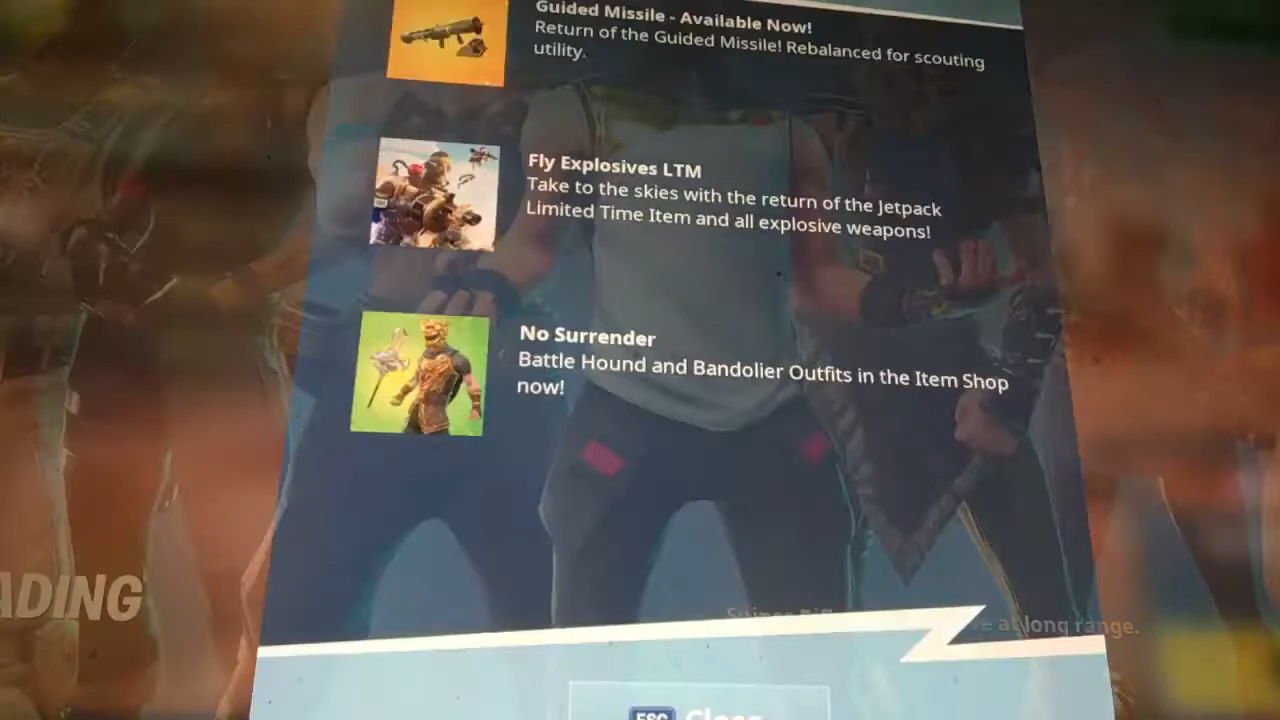 Guided Missile - Available Now!
Return of the Guided Missile! Rebalanced for scouting
utility.
Fly Explosives LTM
Take to the skies with the return of the Jetpack
Limited Time Item and all explosive weapons!
No Surrender
Battle Hound and Bandolier Outfits in the Item Shop
now!
ADING
at long range.
ESC Close